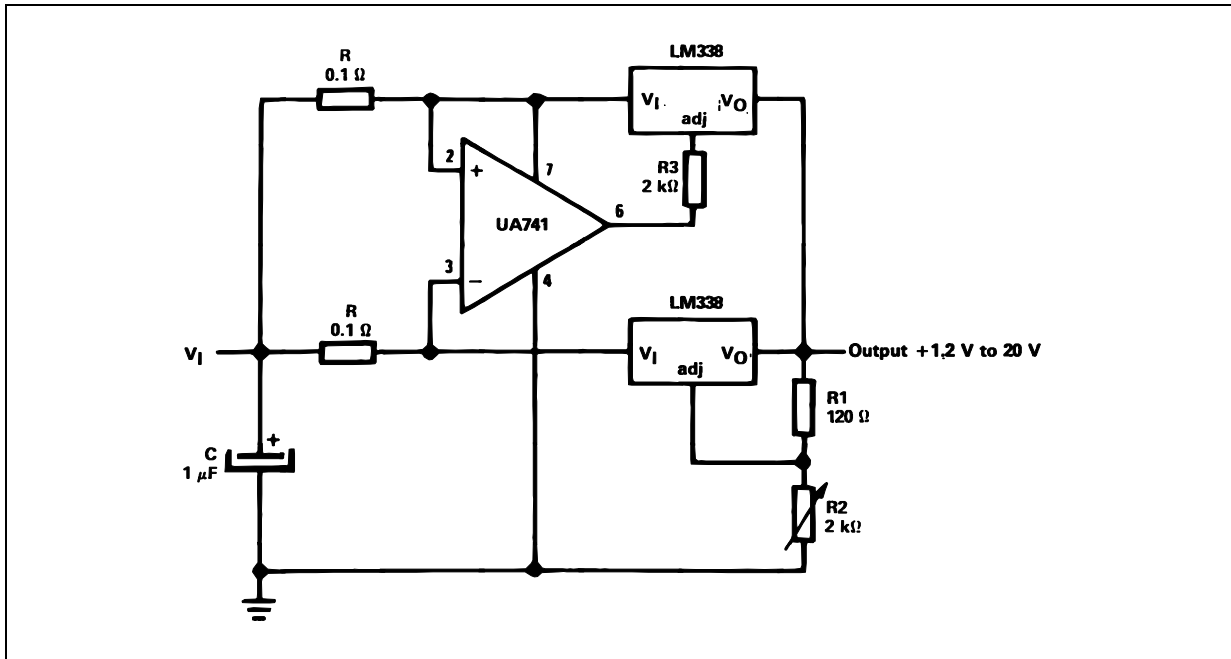 R
0.1 Ω
LM338
VI
VO
adj
2
+
7
R3
2 kΩ
6
UA741
3
−
4
R
0.1 Ω
LM338
VI
VI
VO
adj
Output +1.2 V to 20 V
R1
120 Ω
C
1 µF
+
R2
2 kΩ